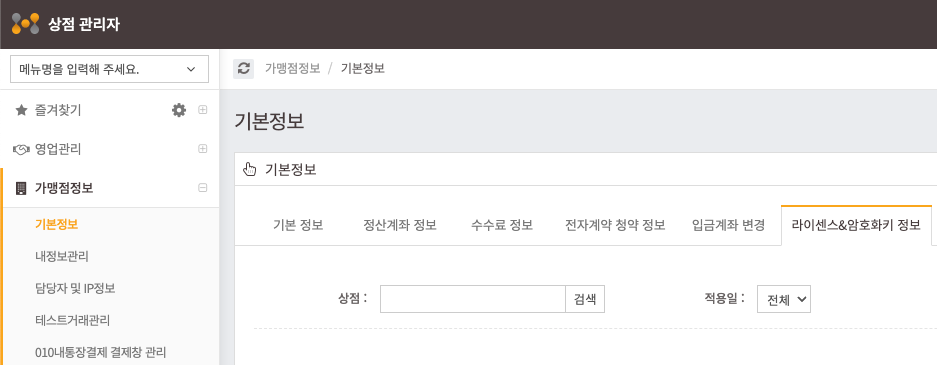 상점 관리자
메뉴명을 입력해 주세요.
가맹점정보 / 기본정보
즐겨찾기
영업관리
가맹점정보
기본정보
내정보관리
담당자 및 IP정보
테스트거래관리
010내통장결제 결제창 관리
기본정보
기본정보
기본 정보 정산계좌 정보 수수료 정보 전자계약 청약 정보 입금계좌 변경 라이센스&암호화키 정보
상점 : 검색 적용일 : 전체